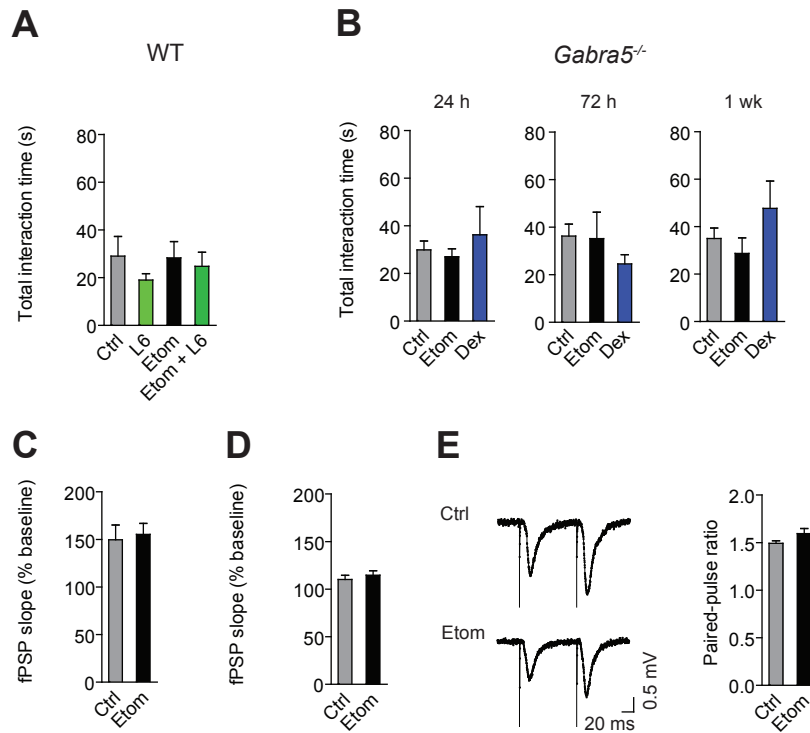 A
WT
Total interaction time (s)
80
60
40
20
0
Ctrl
L6
Etom
Etom + L6
B
Gabra5-/-
24 h
72 h
1 wk
Total interaction time (s)
80
60
40
20
0
Ctrl
Etom
Dex
80
60
40
20
0
Ctrl
Etom
Dex
80
60
40
20
0
Ctrl
Etom
Dex
C
fPSP slope (% baseline)
200
150
100
50
0
Ctrl
Etom
D
fPSP slope (% baseline)
200
150
100
50
0
Ctrl
Etom
E
Ctrl
Etom
0.5 mV
20 ms
Paired-pulse ratio
2.0
1.5
1.0
0.5
0.0
Ctrl
Etom